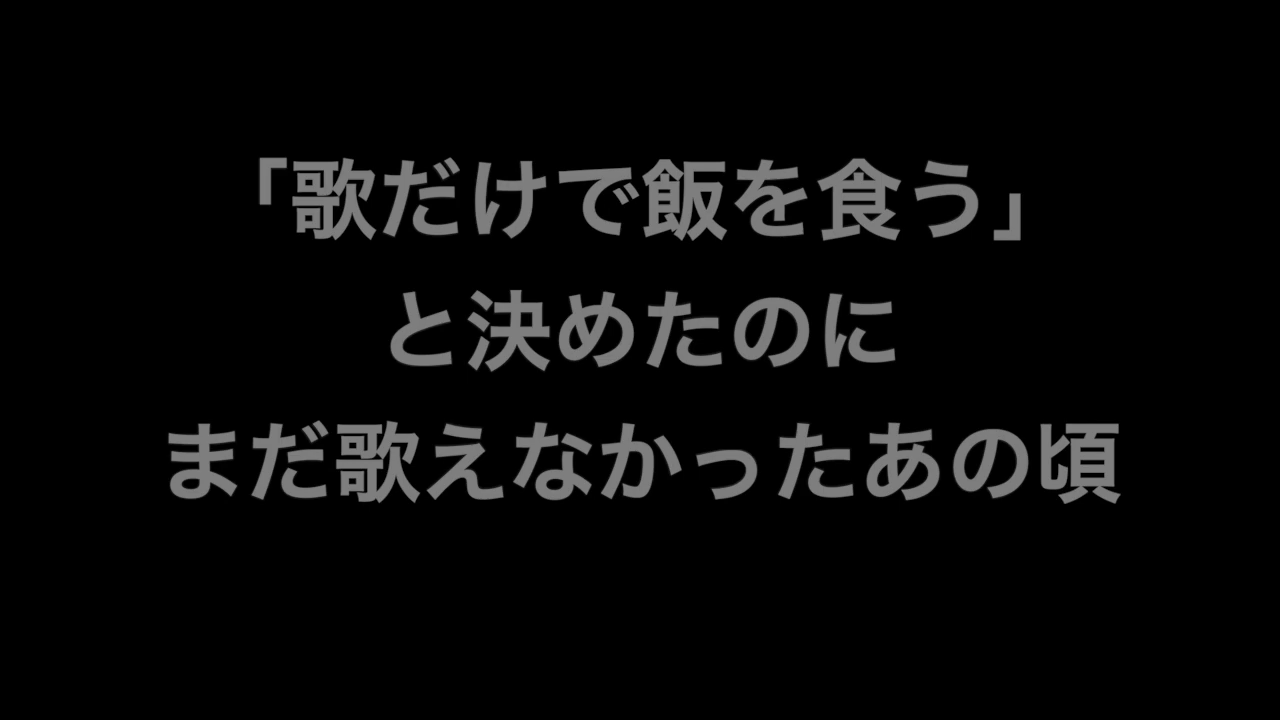 「歌だけで飯を食う」
と決めたのに
まだ歌えなかったあの頃